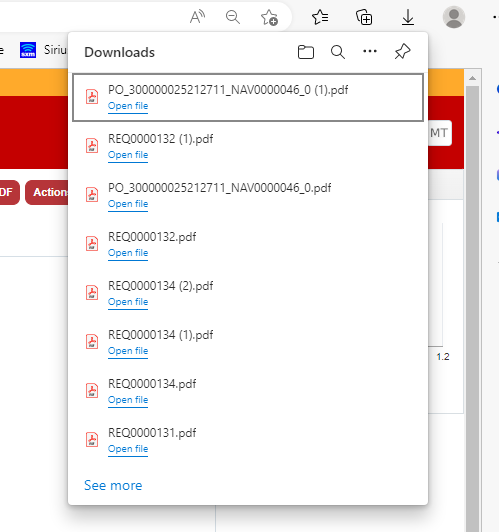 e
sxm
Siriu
Downloads
PO_300000025212711_NAV0000046_0 (1).pdf
Open file
REQ0000132 (1).pdf
Open file
MT
PO_300000025212711_NAV0000046_0.pdf
Open file
DF
Actions
REQ0000132.pdf
Open file
REQ0000134 (2).pdf
Open file
REQ0000134 (1).pdf
Open file
1.2
REQ0000134.pdf
Open file
REQ0000131.pdf
Open file
See more